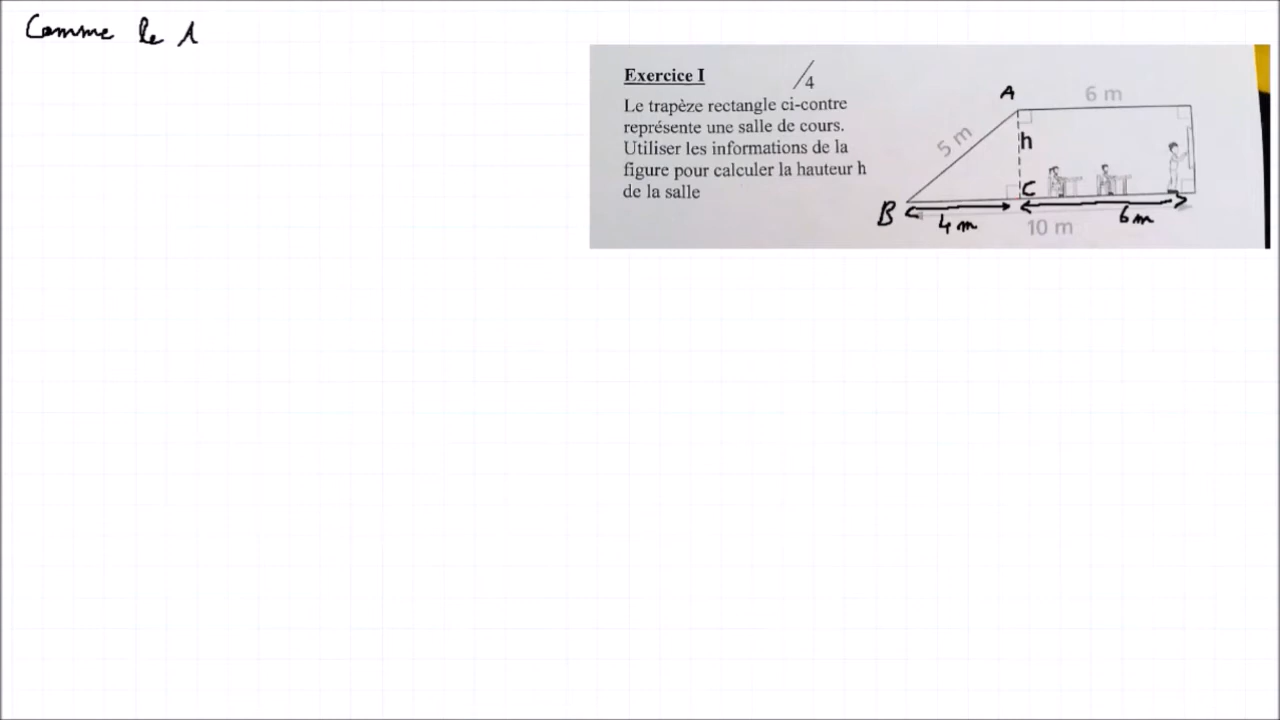 Comme le 1
Exercice I
/4
Le trapèze rectangle ci-contre
représente une salle de cours.
Utiliser les informations de la
figure pour calculer la hauteur h
de la salle
A
6 m
5 m
h
C
B
4 m
6 m
10 m